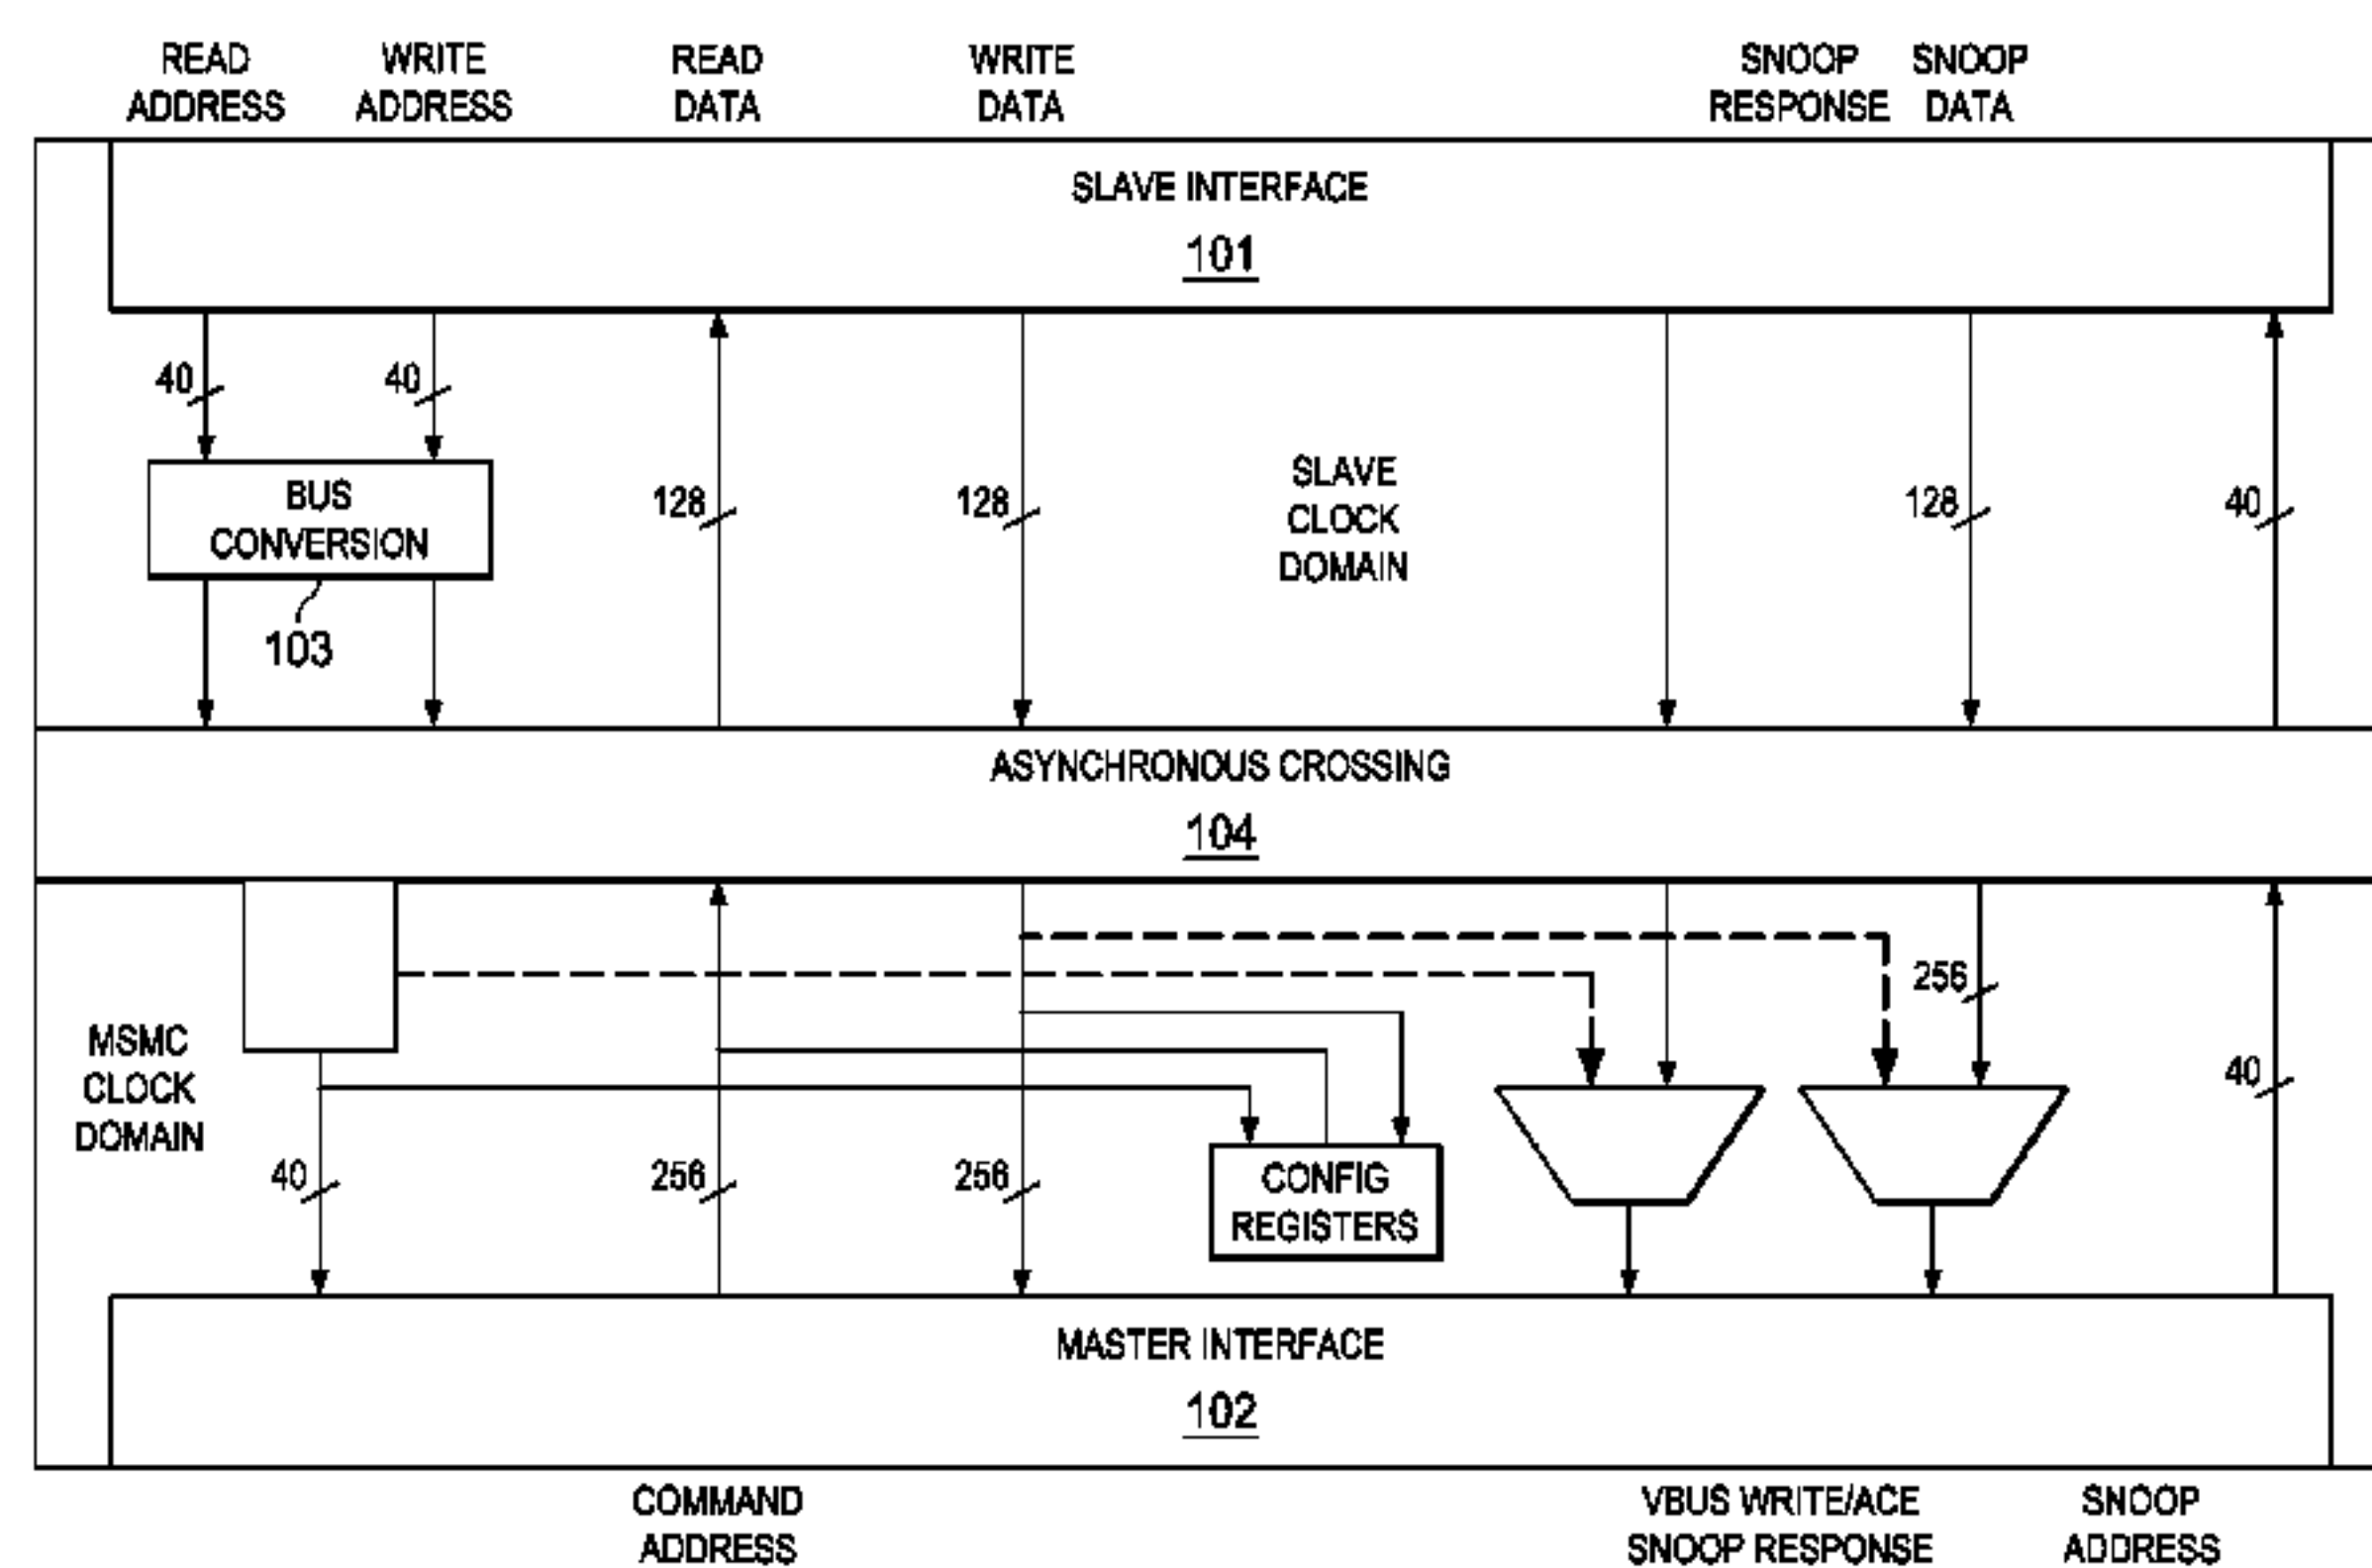 READ
ADDRESS
WRITE
ADDRESS
READ
DATA
WRITE
DATA
SNOOP
RESPONSE
SNOOP
DATA
SLAVE INTERFACE
101
40
40
BUS
CONVERSION
103
128
128
SLAVE
CLOCK
DOMAIN
128
40
ASYNCHRONOUS CROSSING
104
MSMC
CLOCK
DOMAIN
40
256
256
CONFIG
REGISTERS
256
40
MASTER INTERFACE
102
COMMAND
ADDRESS
VBUS WRITE/ACE
SNOOP RESPONSE
SNOOP
ADDRESS